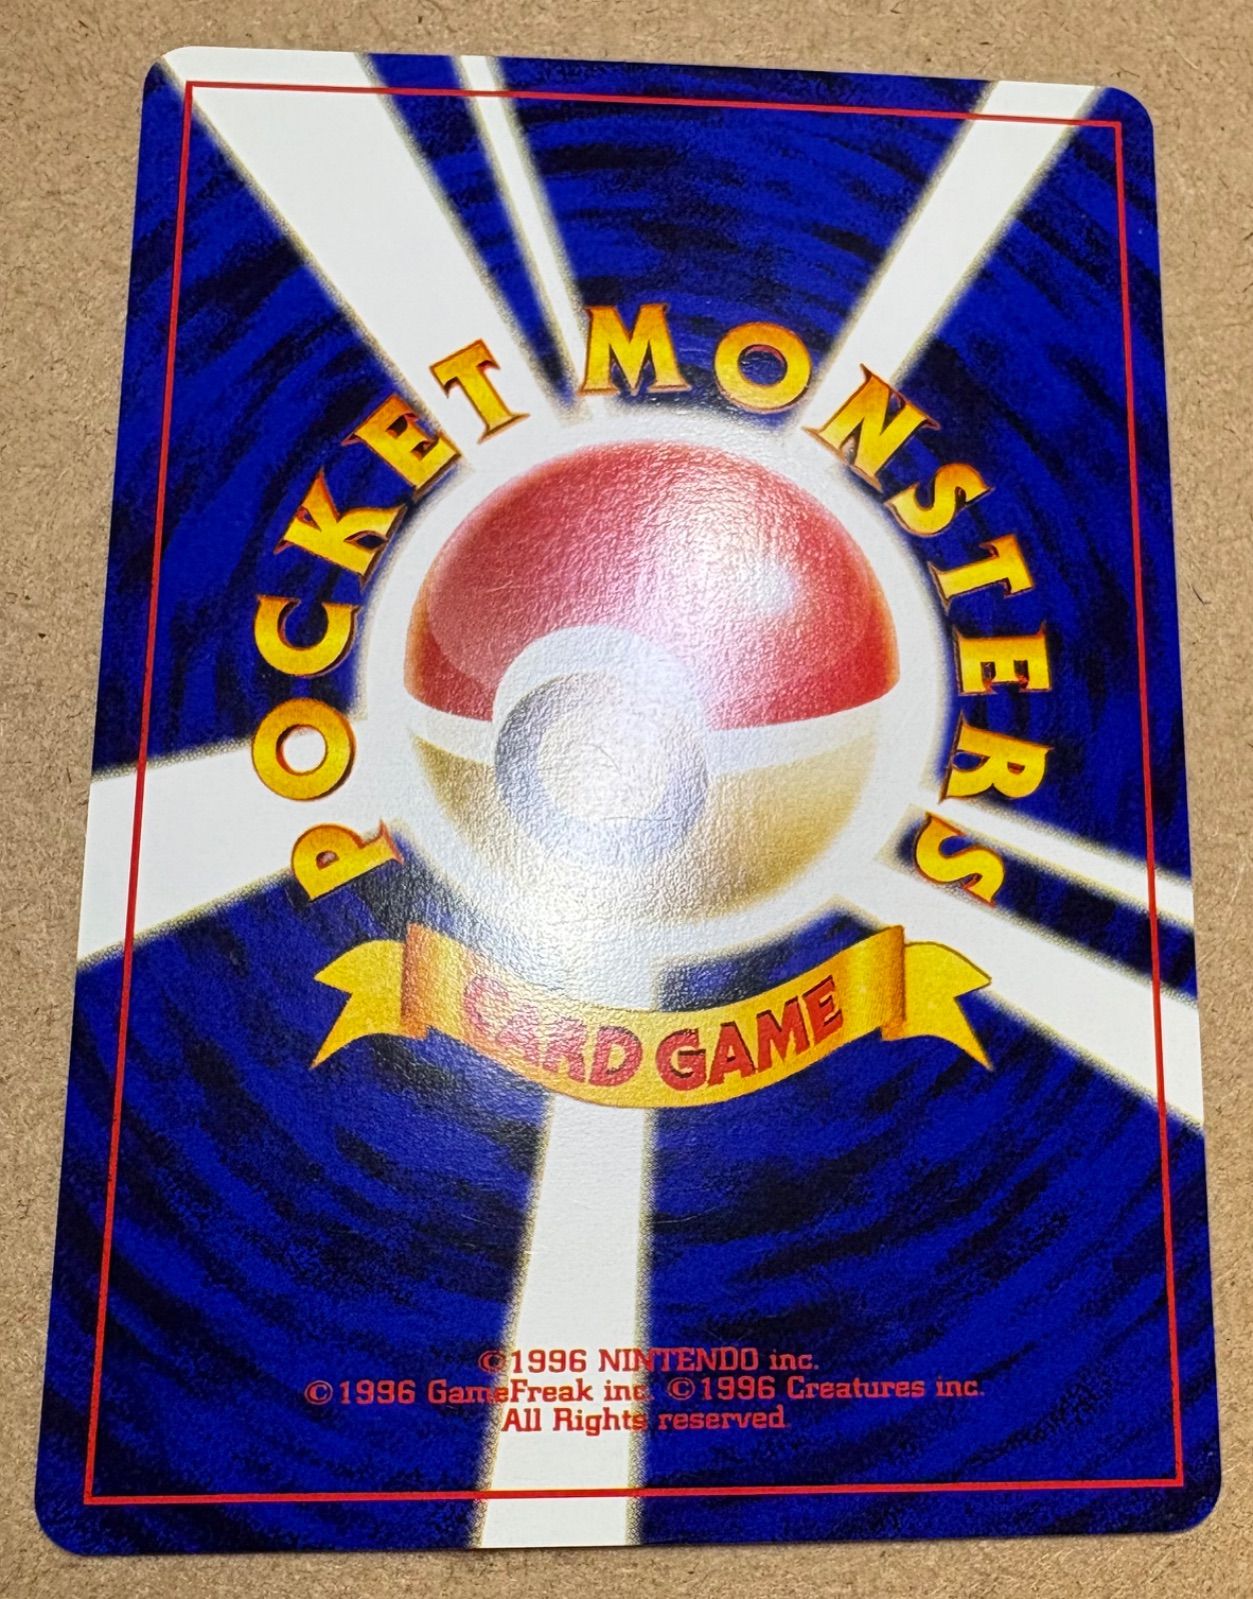 POCKET MONSTERS
CARD GAME
©1996 NINTENDO inc.
©1996 GameFreak inc. ©1996 Creatures inc.
All Rights reserved.